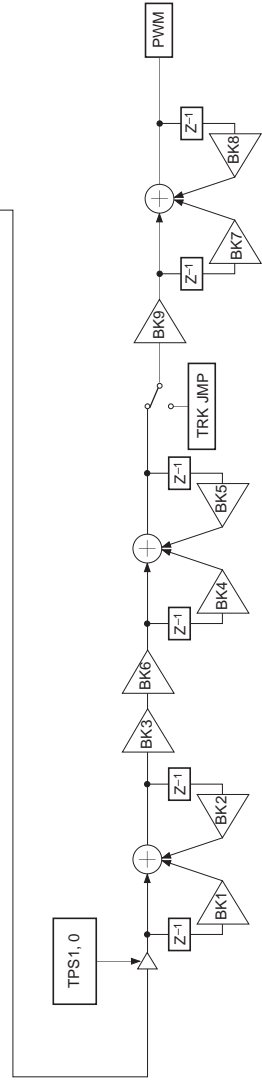 TPS1, 0
Z⁻¹
BK1
Z⁻¹
BK2
BK3
BK6
Z⁻¹
BK4
Z⁻¹
BK5
TRK JMP
BK9
Z⁻¹
BK7
Z⁻¹
BK8
PWM